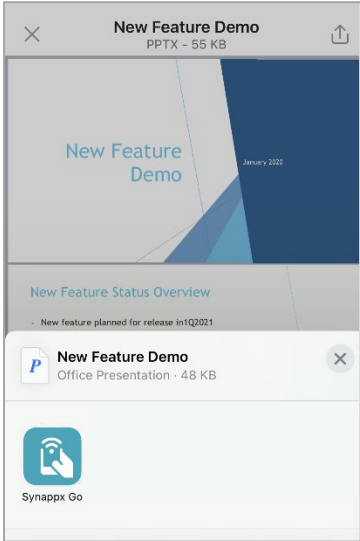 New Feature Demo
PPTX - 55 KB
New Feature
Demo
January 2020
New Feature Status Overview
- New feature planned for release in1Q2021
P
New Feature Demo
Office Presentation · 48 KB
Synappx Go